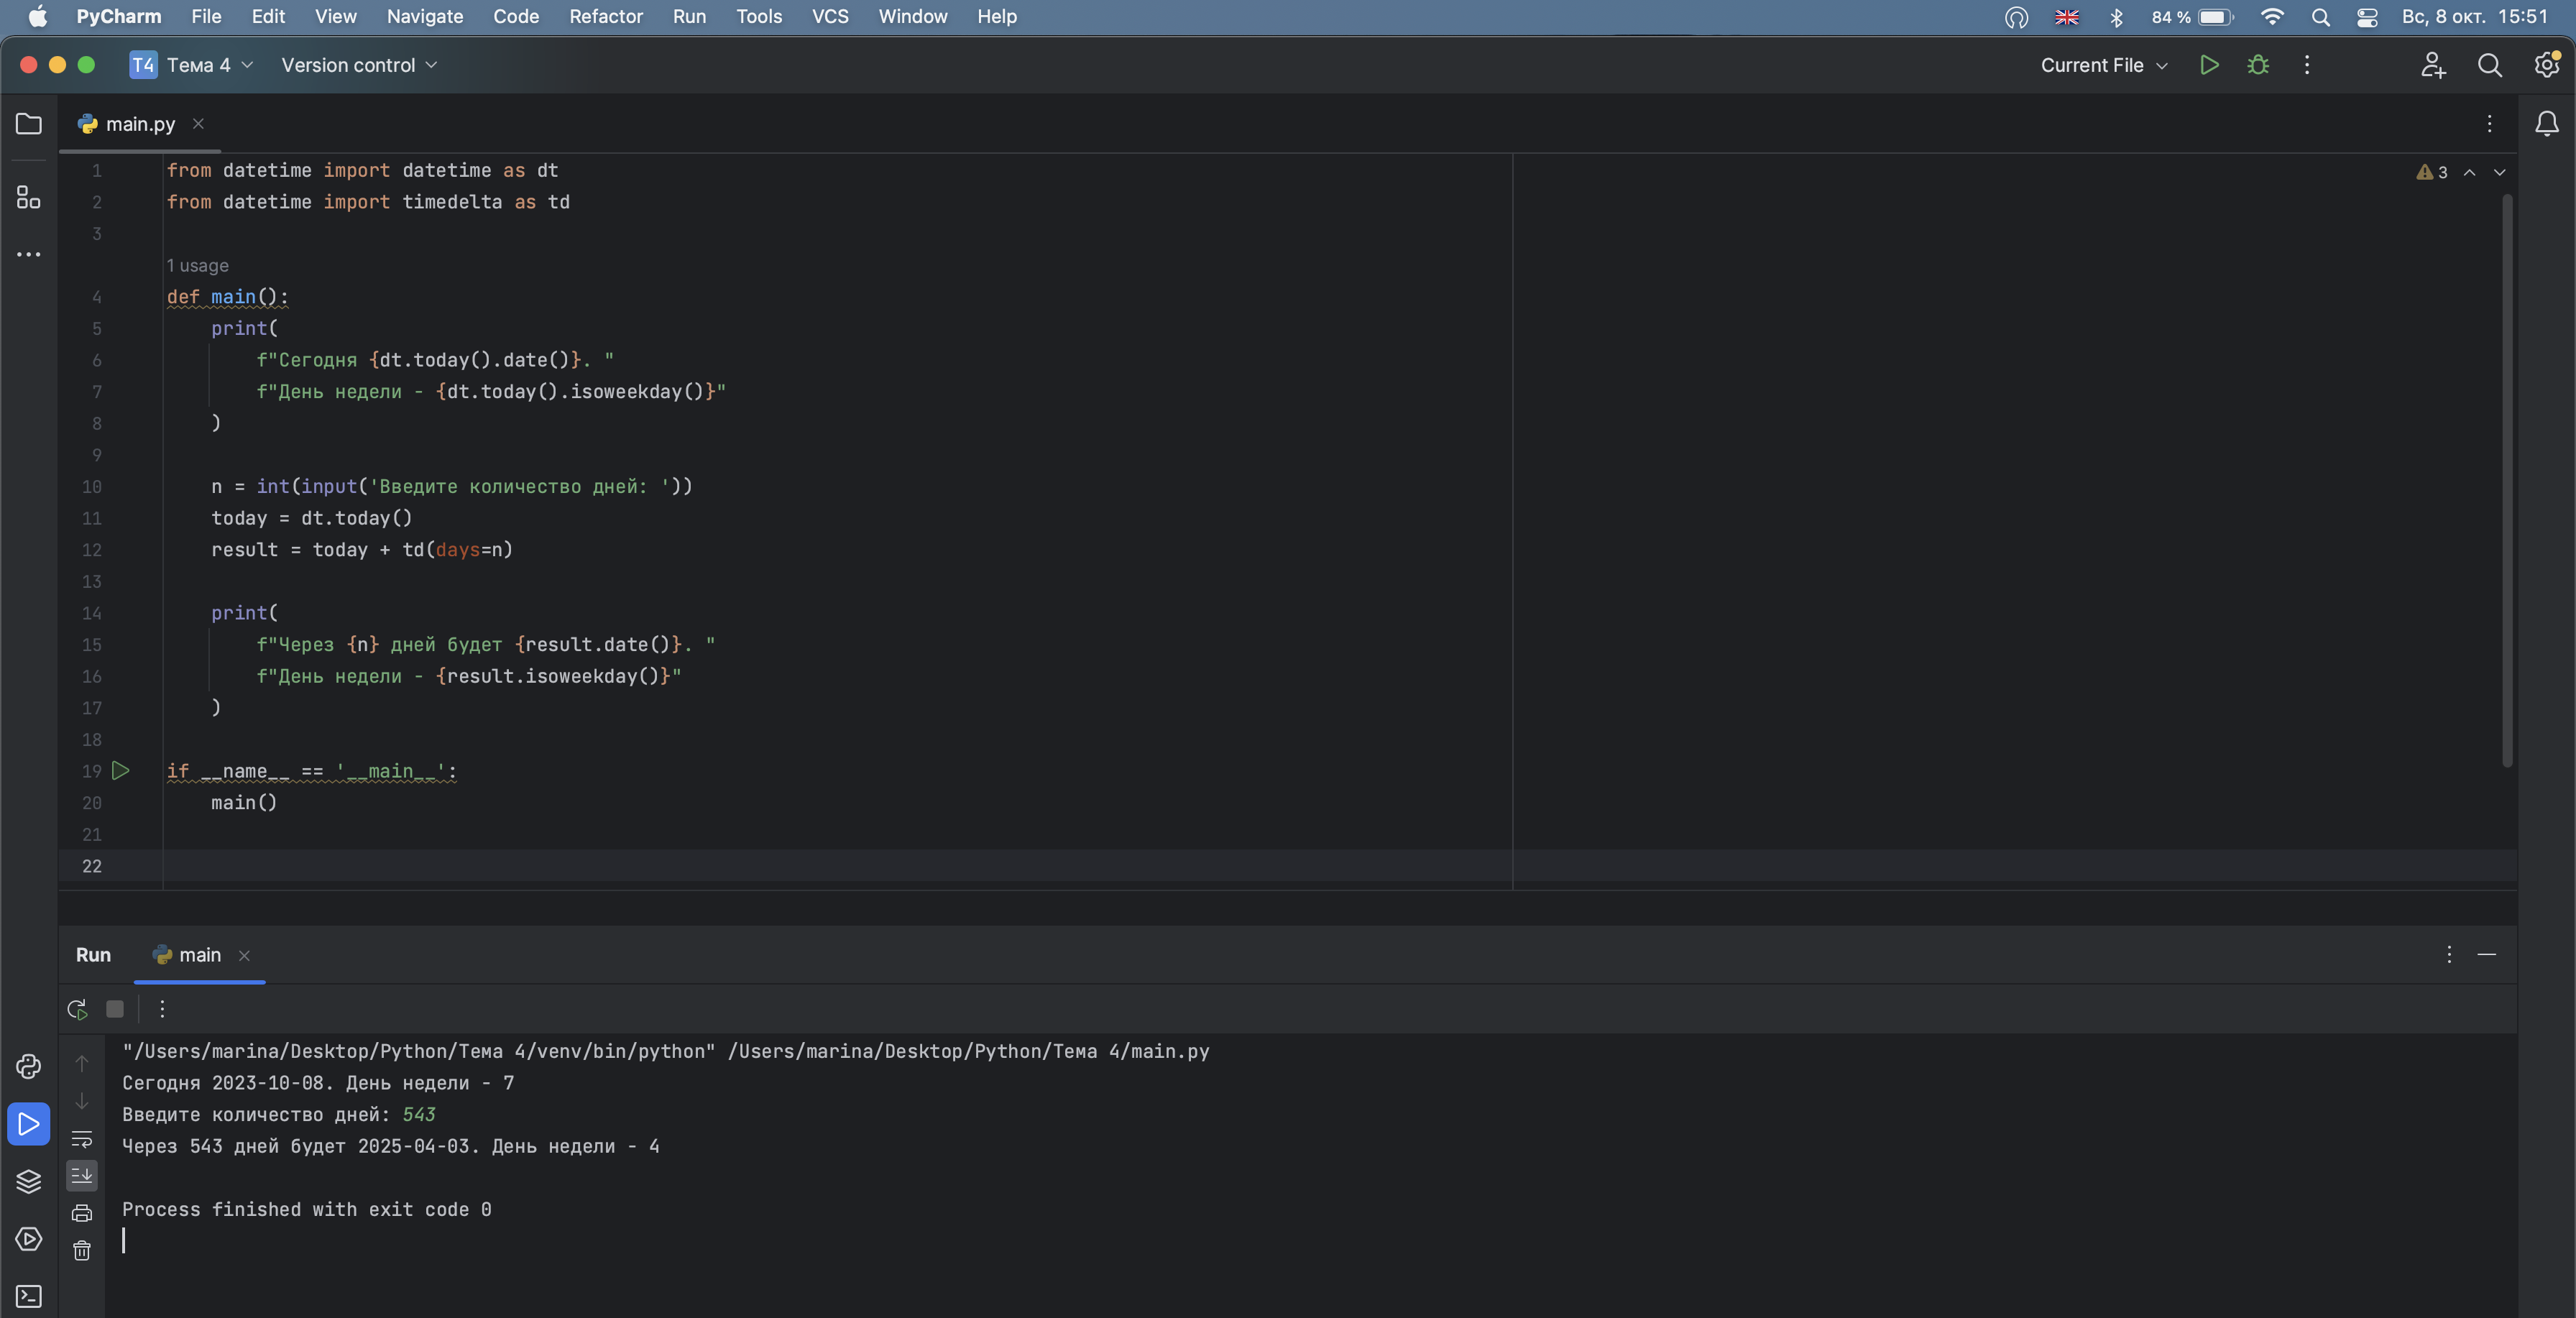 PyCharm File Edit View Navigate Code Refactor Run Tools VCS Window Help 84 % Вс, 8 окт. 15:51
T4 Тема 4 Version control Current File
main.py
3
1 from datetime import datetime as dt
2 from datetime import timedelta as td
3
1 usage
4 def main():
5 print(
6 f"Сегодня {dt.today().date()}. "
7 f"День недели - {dt.today().isoweekday()}"
8 )
9
10 n = int(input('Введите количество дней: '))
11 today = dt.today()
12 result = today + td(days=n)
13
14 print(
15 f"Через {n} дней будет {result.date()}. "
16 f"День недели - {result.isoweekday()}"
17 )
18
19 if __name__ == '__main__':
20 main()
21
22
Run main
"/Users/marina/Desktop/Python/Тема 4/venv/bin/python" /Users/marina/Desktop/Python/Тема 4/main.py
Сегодня 2023-10-08. День недели - 7
Введите количество дней: 543
Через 543 дней будет 2025-04-03. День недели - 4
Process finished with exit code 0